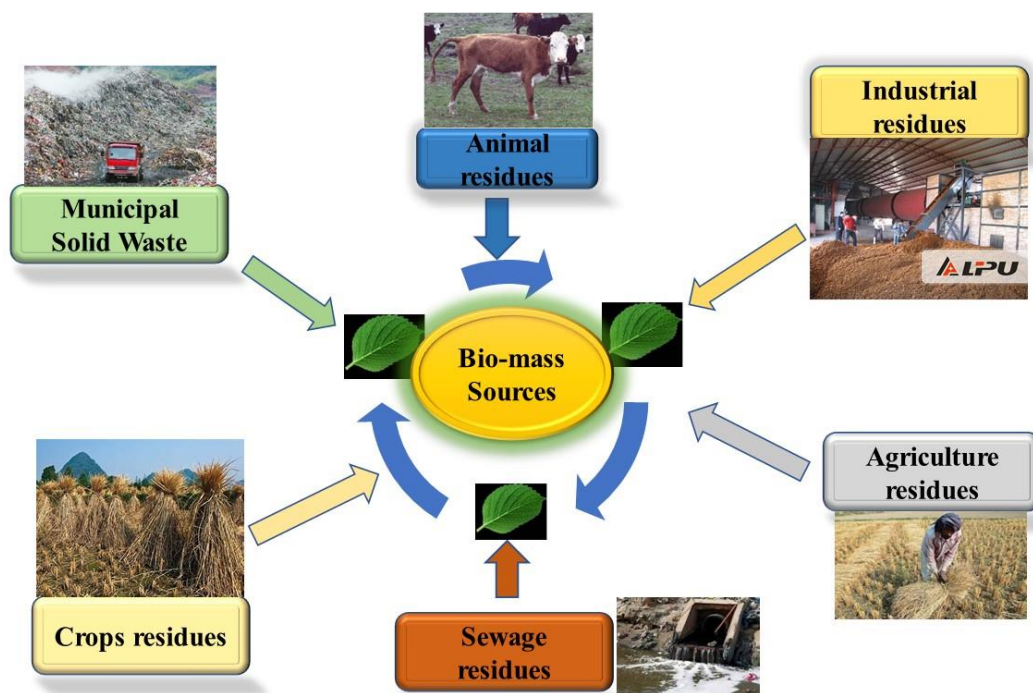 Animal
residues
Industrial
residues
Municipal
Solid Waste
ALPU
Bio-mass
Sources
Agriculture
residues
Crops residues
Sewage
residues